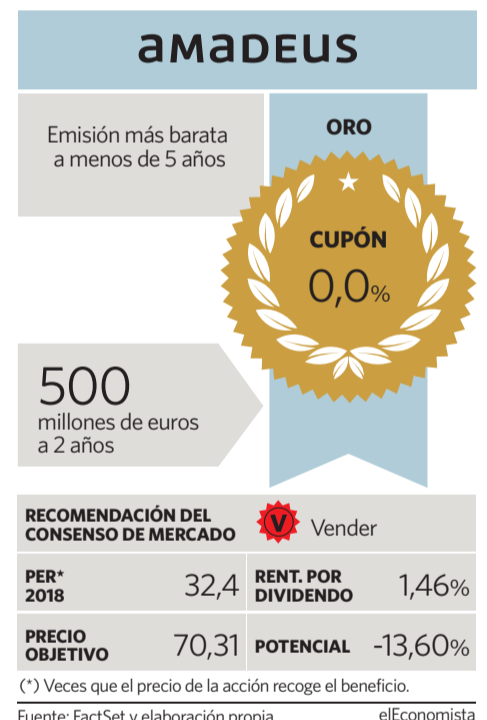 amadeus
Emisión más barata
a menos de 5 años
ORO
CUPÓN
0,0%
500
millones de euros
a 2 años
RECOMENDACIÓN DEL
CONSENSO DE MERCADO
V Vender
PER*
2018
32,4
RENT. POR
DIVIDENDO
1,46%
PRECIO
OBJETIVO
70,31
POTENCIAL
-13,60%
(*) Veces que el precio de la acción recoge el beneficio.
Fuente: FactSet y elaboración propia.
elEconomista